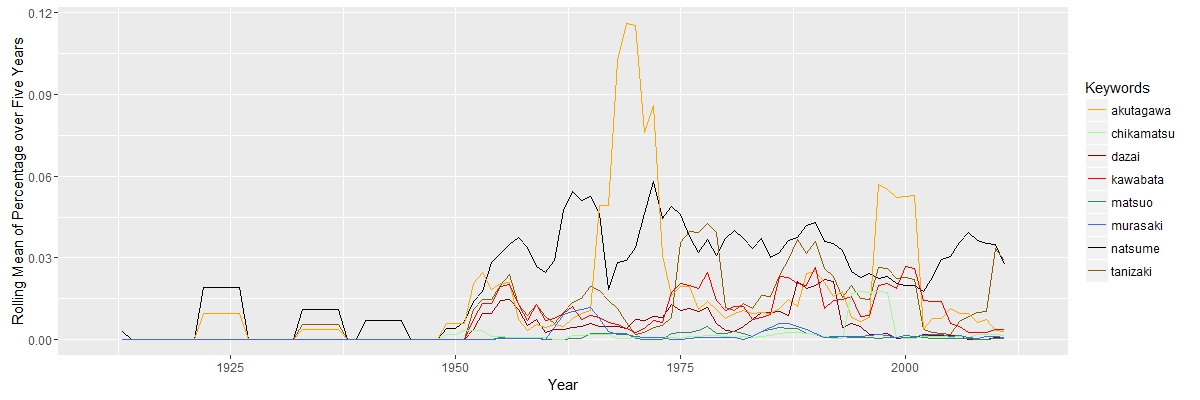 Rolling Mean of Percentage over Five Years
0.12
0.09
0.06
0.03
0.00
1925
1950
1975
2000
Year
Keywords
akutagawa
chikamatsu
dazai
kawabata
matsuo
murasaki
natsume
tanizaki